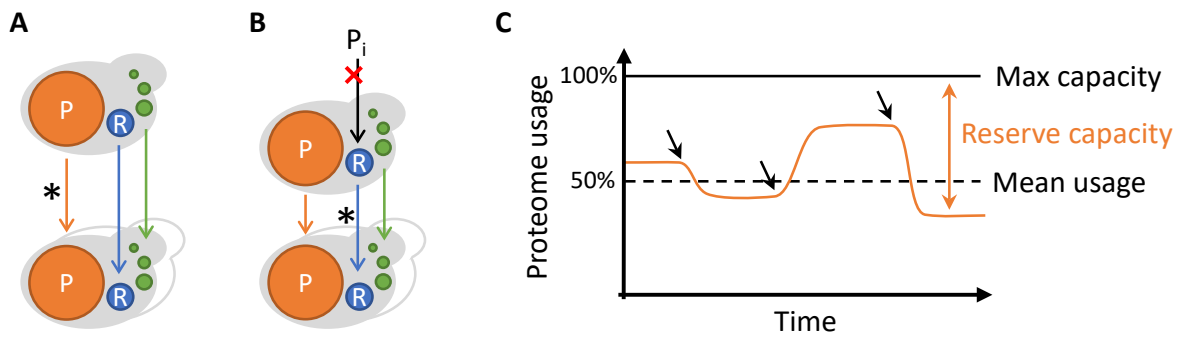 A
P
R
*
P
R
B
Pi
P
R
*
P
R
C
Proteome usage
100%
50%
Max capacity
Reserve capacity
Mean usage
Time